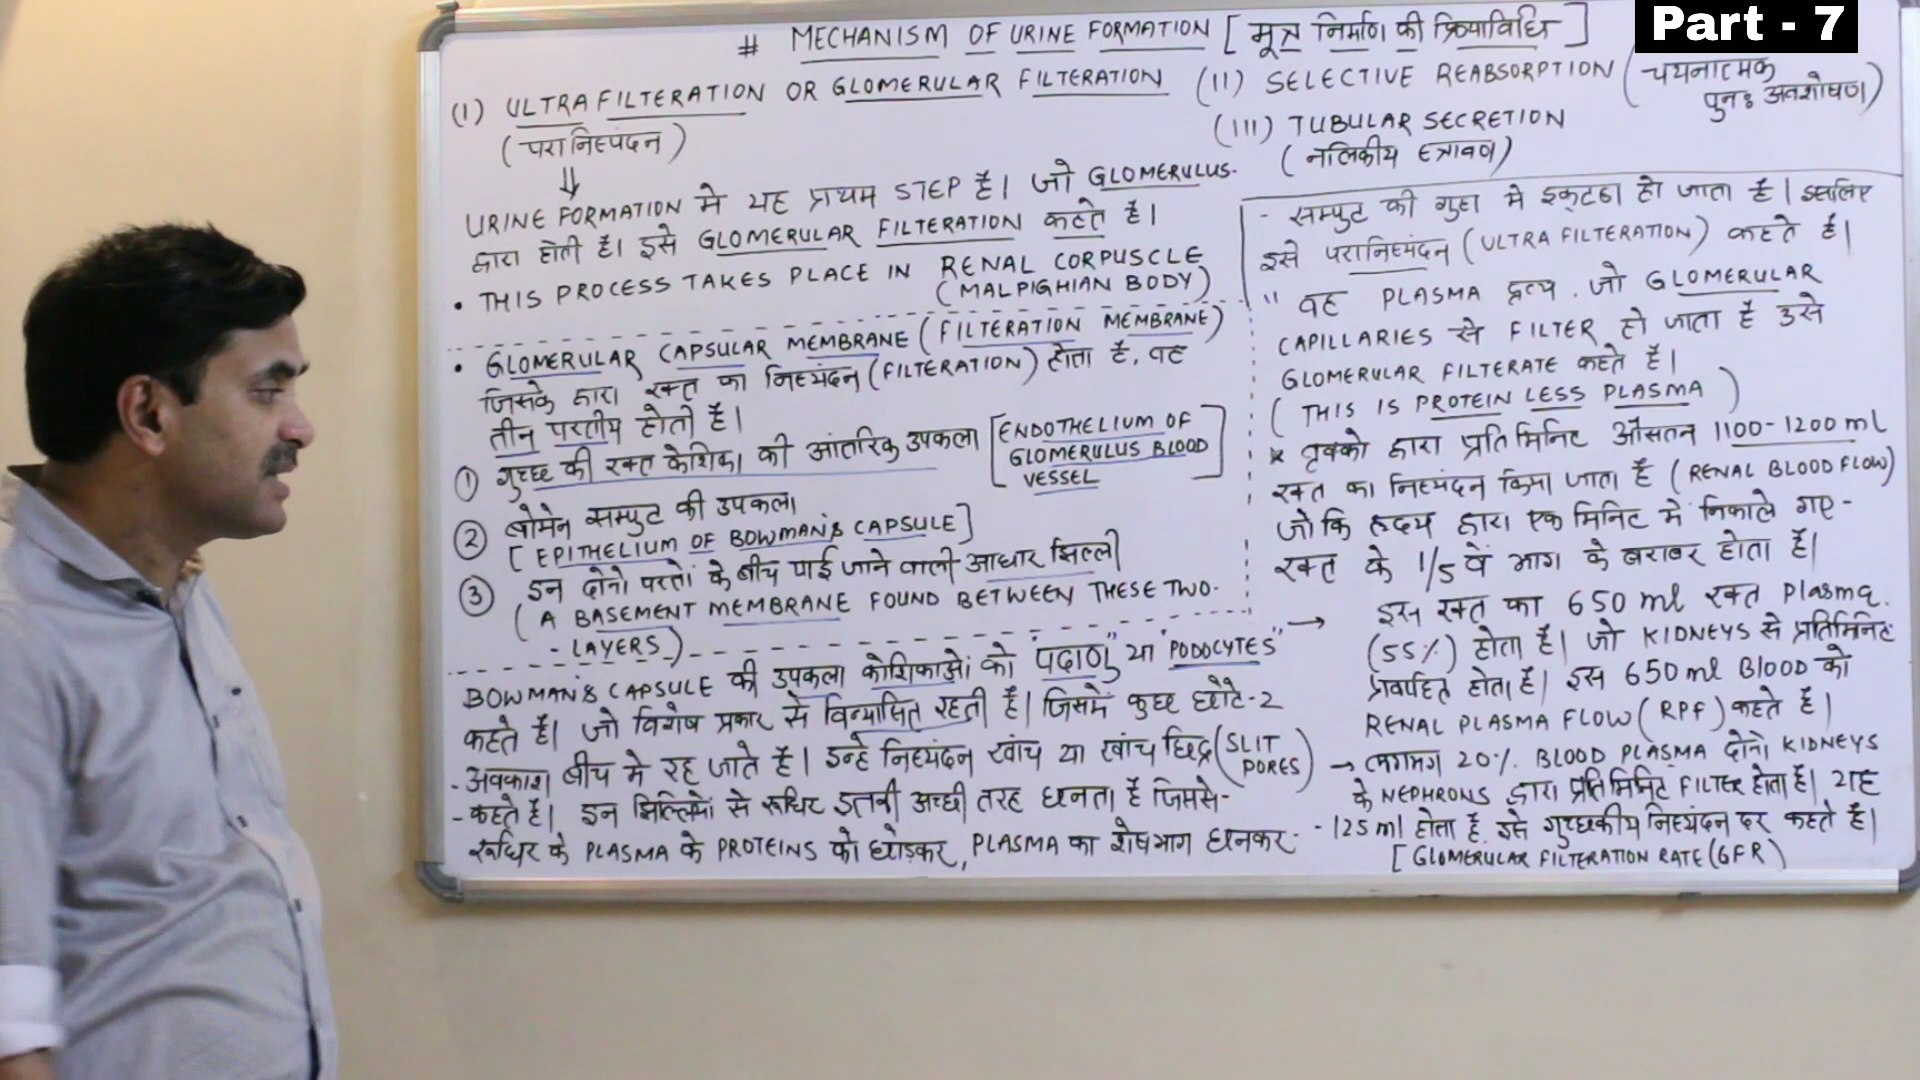 Part - 7
# MECHANISM OF URINE FORMATION [ मूत्र निर्माण की क्रियाविधि ]
(I) ULTRA FILTERATION OR GLOMERULAR FILTERATION
(परानिस्यंदन)
(II) SELECTIVE REABSORPTION (चयनात्मक
पुनः अवशोषण)
(III) TUBULAR SECRETION
(नलिकीय स्त्रावण)
URINE FORMATION मे यह प्राथम STEP है। जो GLOMERULUS-
द्वारा होती है। इसे GLOMERULAR FILTERATION कहते है।
• THIS PROCESS TAKES PLACE IN RENAL CORPUSCLE
(MALPIGHIAN BODY)
• GLOMERULAR CAPSULAR MEMBRANE (FILTERATION MEMBRANE)
जिसके द्वारा रक्त का निस्यंदन (FILTERATION) होता है, वह
तीन परतीय होती है।
① गुच्छ की रक्त केशिका की आंतरिक उपकला [ENDOTHELIUM OF
GLOMERULUS BLOOD
VESSEL]
② बोमेन सम्पुट की उपकला
[EPITHELIUM OF BOWMAN'S CAPSULE]
③ इन दोनो परतों के बीच पाई जाने वाली आधार झिल्ली
(A BASEMENT MEMBRANE FOUND BETWEEN THESE TWO-
- LAYERS)
BOWMAN'S CAPSULE की उपकला कोशिकाओं को "पदाणु" या "PODOCYTES"
कहते है। जो विशेष प्रकार से विन्यासित रहती है। जिसमें कुछ छोटे-2
- अवकाश बीच मे रह जाते है। इन्हे निस्यंदन खांच या खांच छिद्र (SLIT
PORES)
- कहते है। इन झिल्लियों से रूधिर इतनी अच्छी तरह छनता है जिससे-
रूधिर के PLASMA के PROTEINS को छोड़कर, PLASMA का शेष भाग छनकर-
- सम्पुट की गुहा मे इकट्ठा हो जाता है। इसलिए
इसे परानिस्यंदन (ULTRA FILTERATION) कहते है।
" वह PLASMA द्रव्य. जो GLOMERULAR
CAPILLARIES से FILTER हो जाता है उसे
GLOMERULAR FILTERATE कहते है।
(THIS IS PROTEIN LESS PLASMA)
* वृक्को द्वारा प्रति मिनिट औसतन 1100-1200 ml
रक्त का निस्यंदन किया जाता है (RENAL BLOOD FLOW)
जो कि हृदय द्वारा एक मिनिट में निकाले गए -
रक्त के 1/5 वें भाग के बराबर होता है।
→ इस रक्त का 650 ml रक्त Plasma.
(55%) होता है। जो KIDNEYS से प्रतिमिनिट
प्रवाहित होता है। इस 650 ml Blood को
RENAL PLASMA FLOW (RPF) कहते है।
→ लगभग 20% BLOOD PLASMA दोनो KIDNEYS
के NEPHRONS द्वारा प्रति मिनिट FILTER होता है। यह
- 125 ml होता है. इसे गुच्छकीय निस्यंदन दर कहते है।
[GLOMERULAR FILTERATION RATE (GFR)